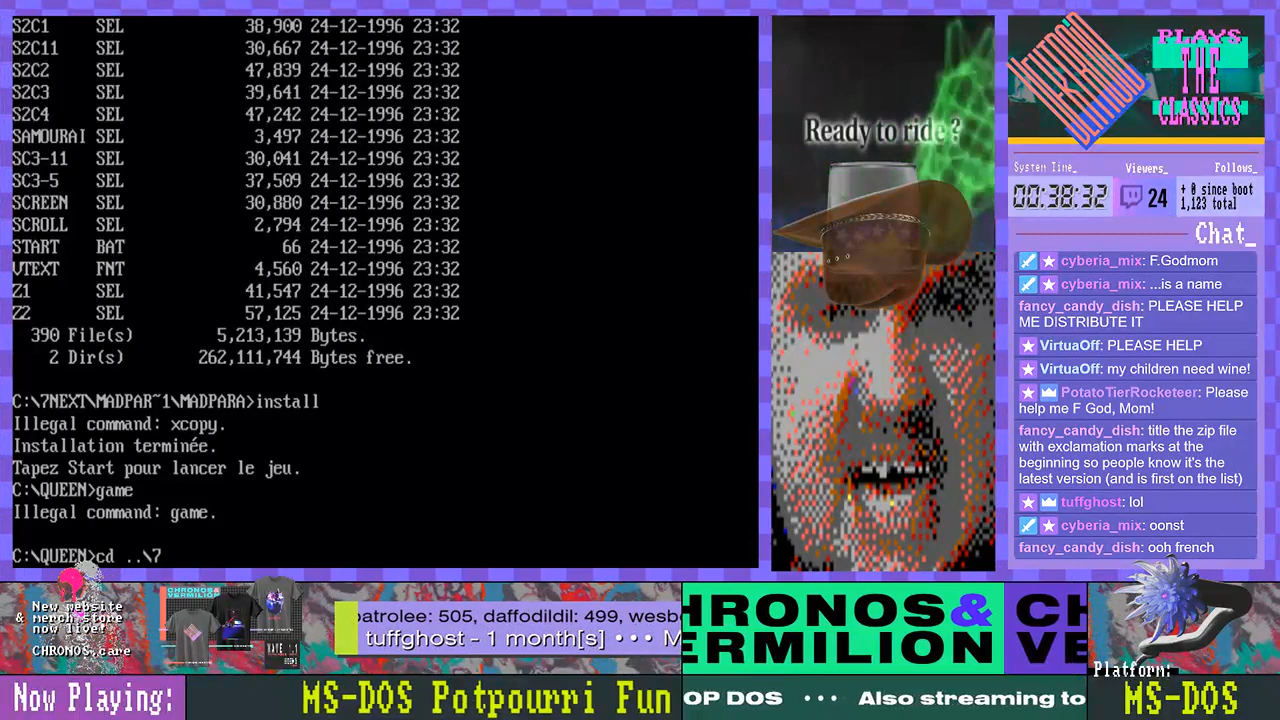 S2C1 SEL 38,900 24-12-1996 23:32
S2C11 SEL 30,667 24-12-1996 23:32
S2C2 SEL 47,839 24-12-1996 23:32
S2C3 SEL 39,641 24-12-1996 23:32
S2C4 SEL 47,242 24-12-1996 23:32
SAMOURAI SEL 3,497 24-12-1996 23:32
SC3-11 SEL 30,041 24-12-1996 23:32
SC3-5 SEL 37,509 24-12-1996 23:32
SCREEN SEL 30,880 24-12-1996 23:32
SCROLL SEL 2,794 24-12-1996 23:32
START BAT 66 24-12-1996 23:32
VTEXT FNT 4,560 24-12-1996 23:32
Z1 SEL 41,547 24-12-1996 23:32
Z2 SEL 57,125 24-12-1996 23:32
390 File(s) 5,213,139 Bytes.
2 Dir(s) 262,111,744 Bytes free.
C:\7NEXT\MADPAR~1\MADPARA>install
Illegal command: xcopy.
Installation terminée.
Tapez Start pour lancer le jeu.
C:\QUEEN>game
Illegal command: game.
C:\QUEEN>cd ..\7
Ready to ride ?
PLAYS
THE
CLASSICS
System Time_
Viewers_
Follows_
00:38:32
24
+ 0 since boot
1,123 total
Chat_
cyberia_mix: F.Godmom
cyberia_mix: ...is a name
fancy_candy_dish: PLEASE HELP
ME DISTRIBUTE IT
VirtuaOff: PLEASE HELP
VirtuaOff: my children need wine!
PotatoTierRocketeer: Please
help me F God, Mom!
fancy_candy_dish: title the zip file
with exclamation marks at the
beginning so people know it's the
latest version (and is first on the list)
tuffghost: lol
cyberia_mix: oonst
fancy_candy_dish: ooh french
New website
& merch store
now live!
CHRONOS.care
CHRONOS&
VERMILION
patrolee: 505, daffodildil: 499, wesb
tuffghost - 1 month[s] ••• M
HRONOS& CH
ERMILION VE
Platform:
Now Playing:
MS-DOS Potpourri Fun
OP DOS ••• Also streaming to
MS-DOS